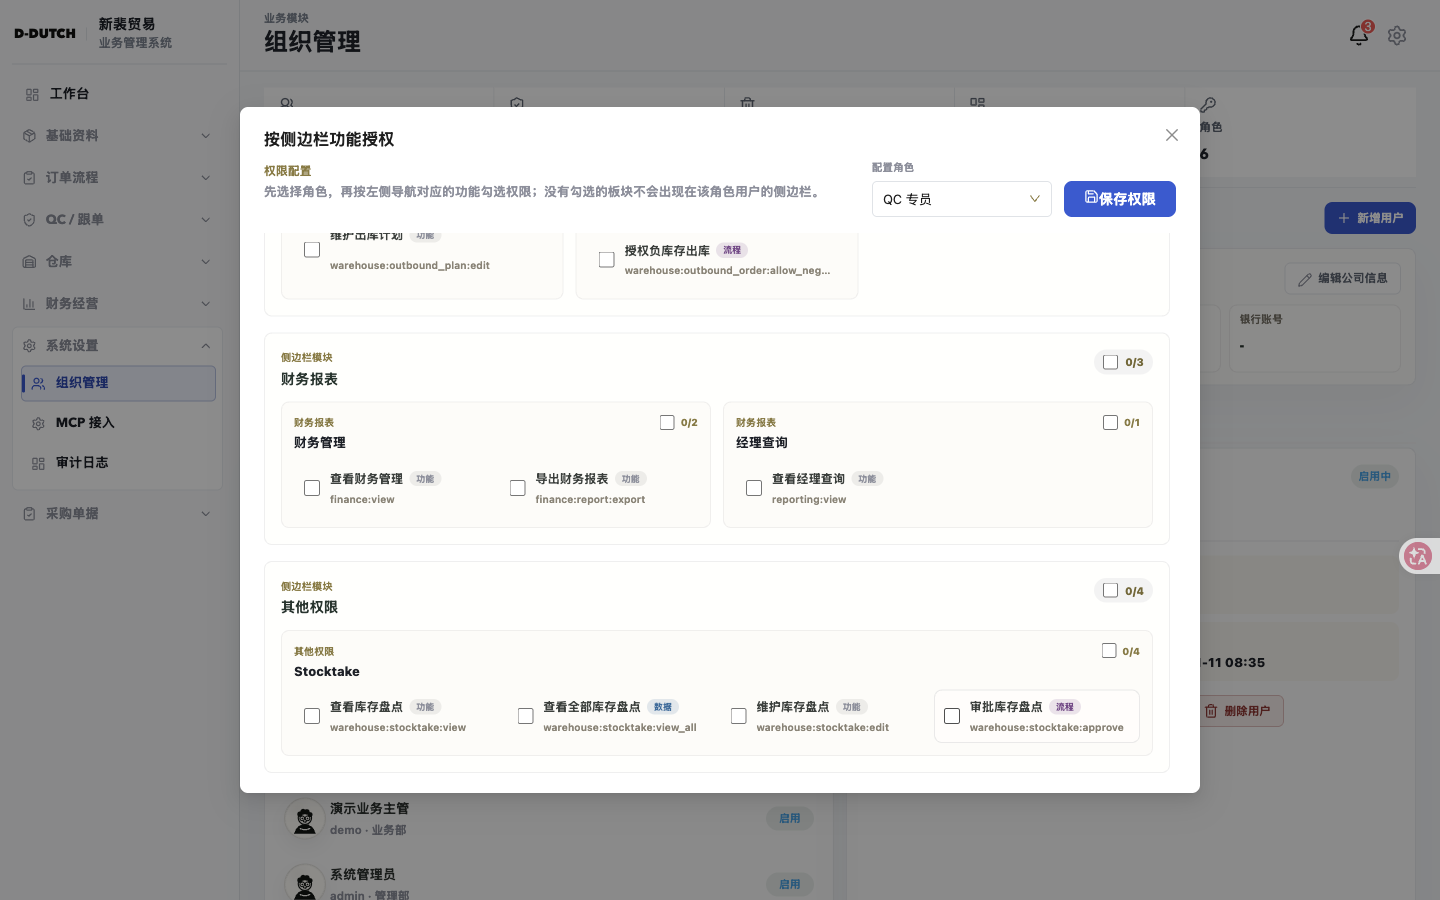 D-DUTCH
新裴贸易
业务管理系统
工作台
基础资料
订单流程
QC / 跟单
仓库
财务经营
系统设置
组织管理
MCP 接入
审计日志
采购单据
业务模块
组织管理
3
角色
6
新增用户
编辑公司信息
银行账号
-
启用中
-11 08:35
删除用户
按侧边栏功能授权
权限配置
先选择角色，再按左侧导航对应的功能勾选权限；没有勾选的板块不会出现在该角色用户的侧边栏。
配置角色
QC 专员
保存权限
维护出库计划 功能
warehouse:outbound_plan:edit
授权负库存出库 流程
warehouse:outbound_order:allow_neg...
侧边栏模块
财务报表
0/3
财务报表
财务管理
0/2
查看财务管理 功能
finance:view
导出财务报表 功能
finance:report:export
财务报表
经理查询
0/1
查看经理查询 功能
reporting:view
侧边栏模块
其他权限
0/4
其他权限
Stocktake
0/4
查看库存盘点 功能
warehouse:stocktake:view
查看全部库存盘点 数据
warehouse:stocktake:view_all
维护库存盘点 功能
warehouse:stocktake:edit
审批库存盘点 流程
warehouse:stocktake:approve
演示业务主管
demo · 业务部
启用
系统管理员
admin · 管理部
启用